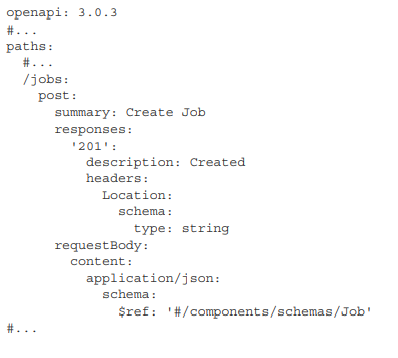 openapi: 3.0.3
#...
paths:
  #...
  /jobs:
    post:
      summary: Create Job
      responses:
        '201':
          description: Created
          headers:
            Location:
              schema:
                type: string
      requestBody:
        content:
          application/json:
            schema:
              $ref: '#/components/schemas/Job'
#...